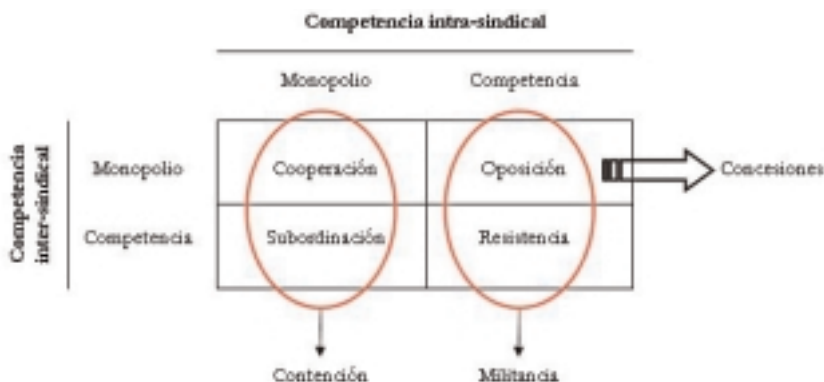 Competencia intra-sindical
Monopolio Competencia
Competencia
inter-sindical
Monopolio Cooperación Oposición Concesiones
Competencia Subordinación Resistencia
Contención Militancia